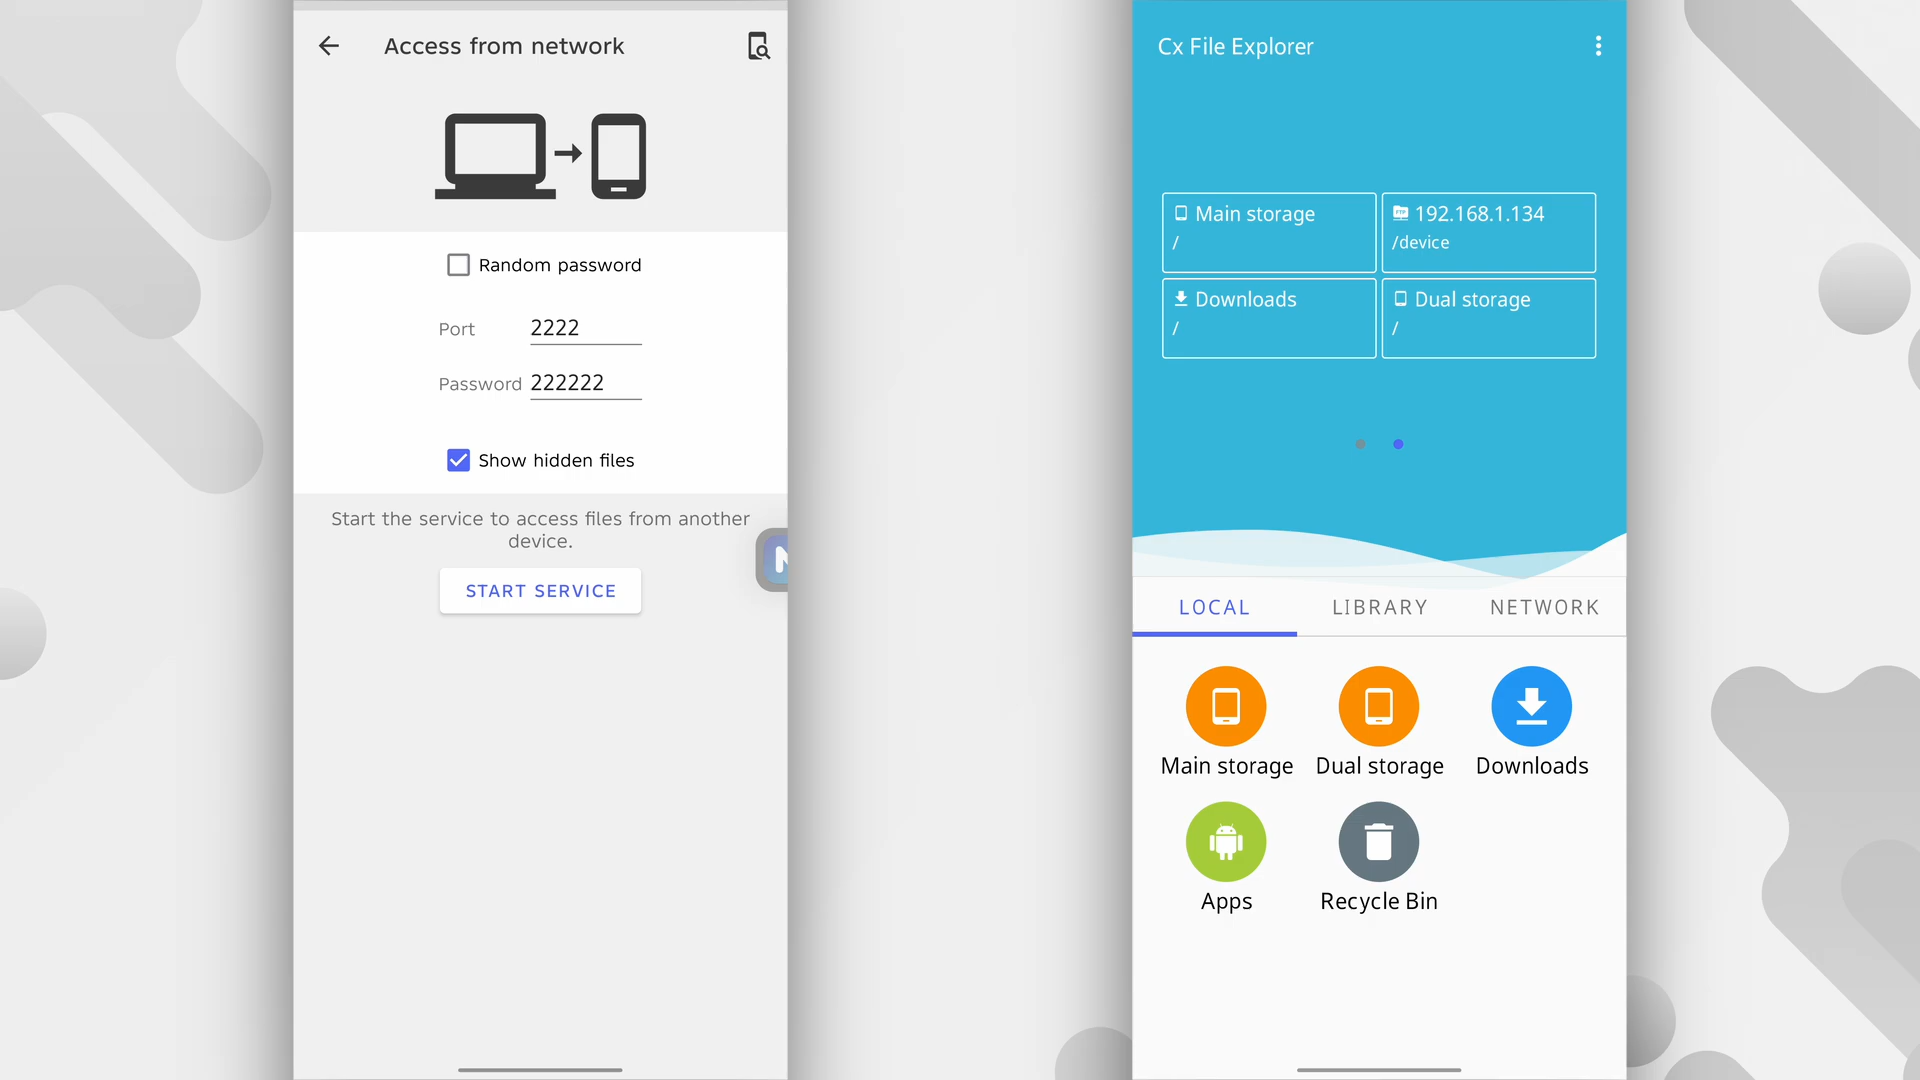 Access from network
Random password
Port 2222
Password 222222
Show hidden files
Start the service to access files from another
device.
START SERVICE
Cx File Explorer
Main storage
/
FTP 192.168.1.134
/device
Downloads
/
Dual storage
/
LOCAL LIBRARY NETWORK
Main storage Dual storage Downloads
Apps Recycle Bin